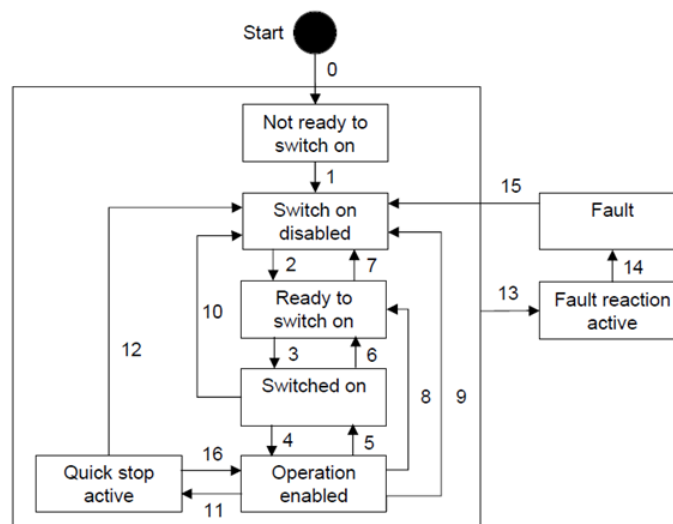 Start
0
Not ready to
switch on
1
15
Switch on
disabled
Fault
2
7
14
10
Ready to
switch on
13
Fault reaction
active
12
3
6
8
9
Switched on
4
5
16
Quick stop
active
Operation
enabled
11